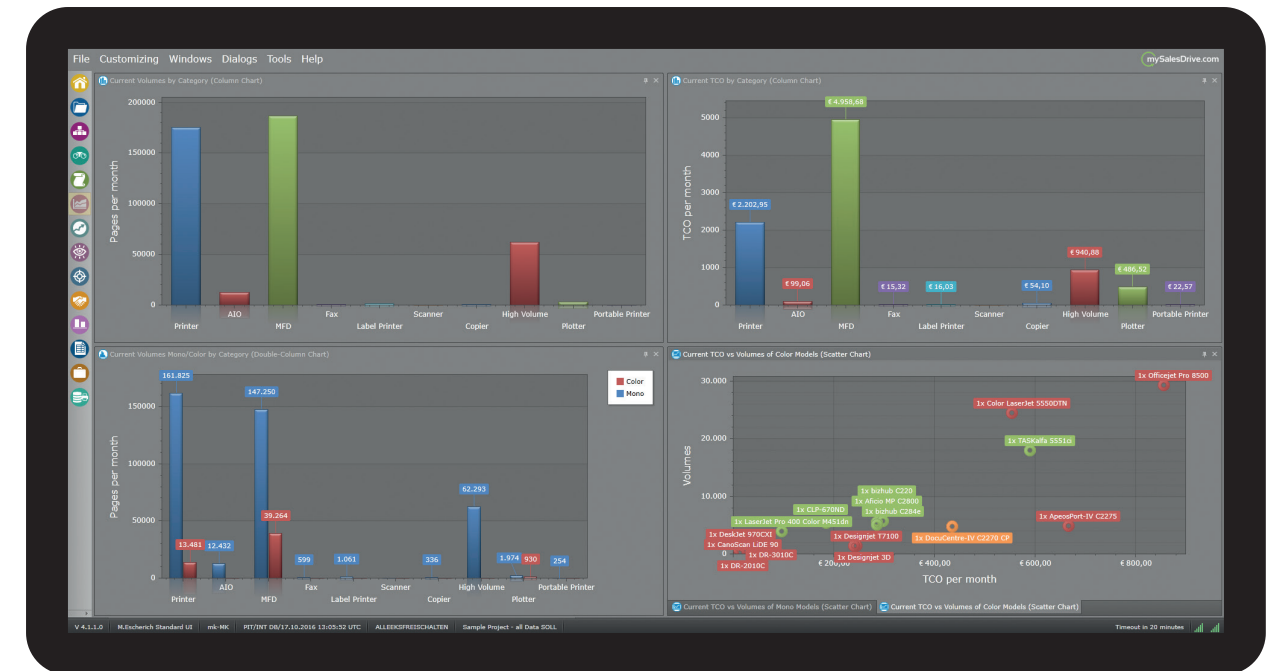 File Customizing Windows Dialogs Tools Help
mySalesDrive.com
Current Volumes by Category (Column Chart)
200000
150000
100000
50000
0
Pages per month
Printer
AIO
MFD
Fax
Label Printer
Scanner
Copier
High Volume
Plotter
Portable Printer
Current TCO by Category (Column Chart)
5000
4000
3000
2000
1000
0
TCO per month
€ 2.202,95
€ 99,06
€ 4.958,68
€ 15,32
€ 16,03
€ 54,10
€ 940,88
€ 486,52
€ 22,57
Printer
AIO
MFD
Fax
Label Printer
Scanner
Copier
High Volume
Plotter
Portable Printer
Current Volumes Mono/Color by Category (Double-Column Chart)
150000
100000
50000
0
Pages per month
161.825
13.481
12.432
147.250
39.264
599
1.061
336
62.293
1.974
930
254
Color
Mono
Printer
AIO
MFD
Fax
Label Printer
Scanner
Copier
High Volume
Plotter
Portable Printer
Current TCO vs Volumes of Color Models (Scatter Chart)
30.000
20.000
10.000
0
Volumes
1x Officejet Pro 8500
1x Color LaserJet 5550DTN
1x TASKalfa 5551ci
1x bizhub C220
1x Aficio MP C2800
1x bizhub C284e
1x CLP-670ND
1x LaserJet Pro 400 Color M451dn
1x ApeosPort-IV C2275
1x DeskJet 970CXI
1x Designjet T7100
1x DocuCentre-IV C2270 CP
1x CanoScan LiDE 90
1x DR-3010C
1x Designjet 3D
1x DR-2010C
€ 200,00
€ 400,00
€ 600,00
€ 800,00
TCO per month
Current TCO vs Volumes of Mono Models (Scatter Chart)
Current TCO vs Volumes of Color Models (Scatter Chart)
V 4.1.1.0
M.Escherich Standard UI
mk-MK
PIT/INT DB/17.10.2016 13:05:52 UTC
ALLEEKSFREISCHALTEN
Sample Project - all Data SOLL
Timeout in 20 minutes